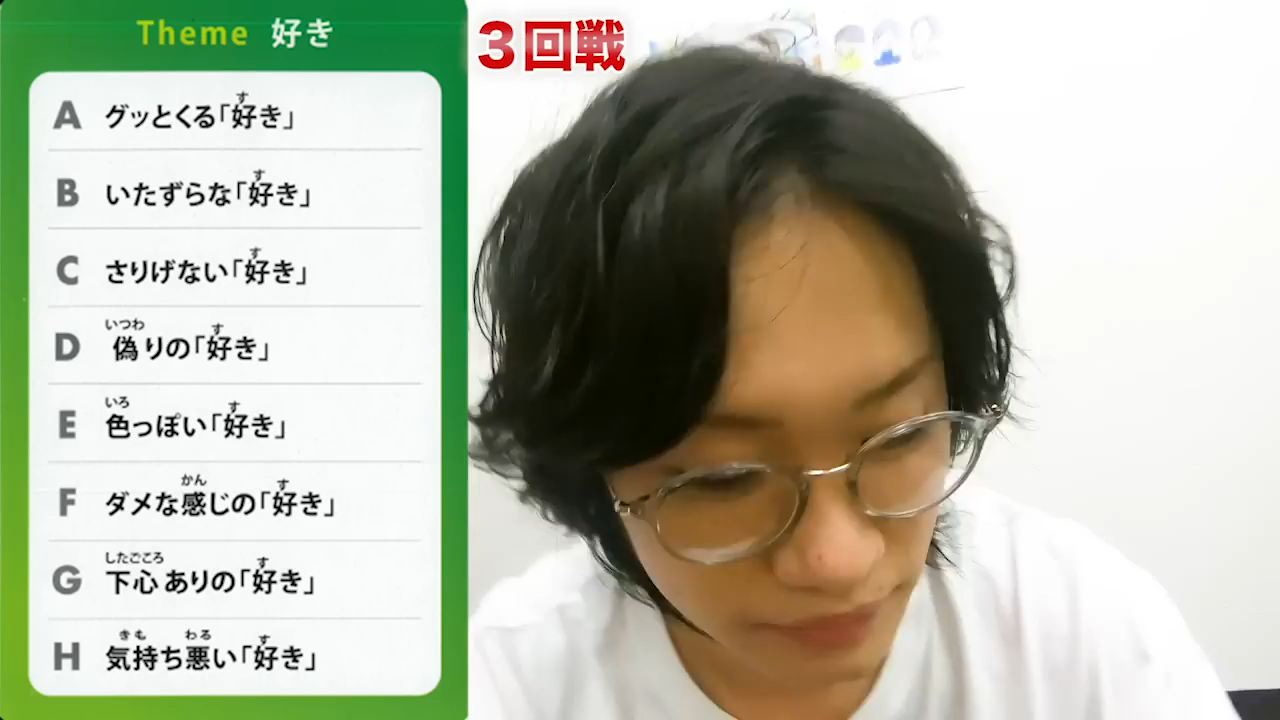 Theme 好き
３回戦
A グッとくる「好き」
B いたずらな「好き」
C さりげない「好き」
D 偽りの「好き」
E 色っぽい「好き」
F ダメな感じの「好き」
G 下心ありの「好き」
H 気持ち悪い「好き」